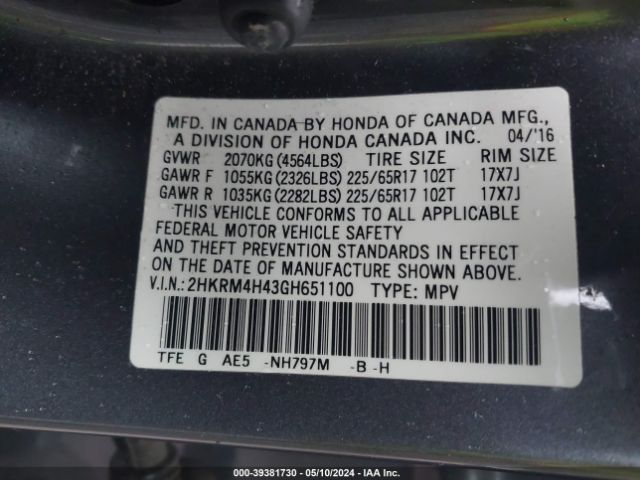 MFD. IN CANADA BY HONDA OF CANADA MFG.,
A DIVISION OF HONDA CANADA INC. 04/'16
GVWR 2070KG (4564LBS) TIRE SIZE RIM SIZE
GAWR F 1055KG (2326LBS) 225/65R17 102T 17X7J
GAWR R 1035KG (2282LBS) 225/65R17 102T 17X7J
THIS VEHICLE CONFORMS TO ALL APPLICABLE
FEDERAL MOTOR VEHICLE SAFETY
AND THEFT PREVENTION STANDARDS IN EFFECT
ON THE DATE OF MANUFACTURE SHOWN ABOVE.
V.I.N.: 2HKRM4H43GH651100 TYPE: MPV
TFE G AE5 -NH797M -B -H
000-39381730 - 05/10/2024 - IAA Inc.